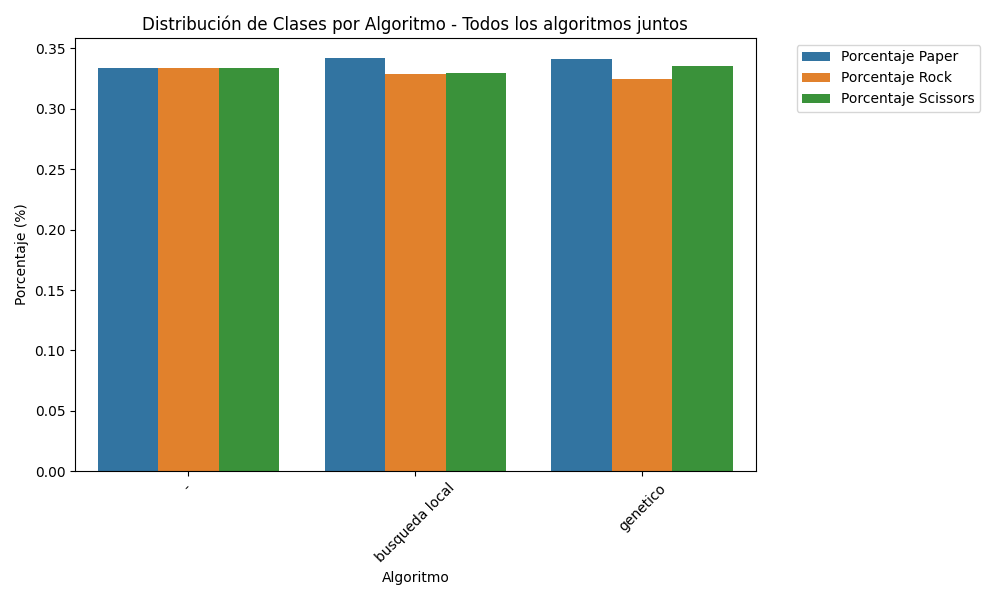 Distribución de Clases por Algoritmo - Todos los algoritmos juntos
Porcentaje Paper
Porcentaje Rock
Porcentaje Scissors
Porcentaje (%)
0.35
0.30
0.25
0.20
0.15
0.10
0.05
0.00
-
busqueda local
genetico
Algoritmo